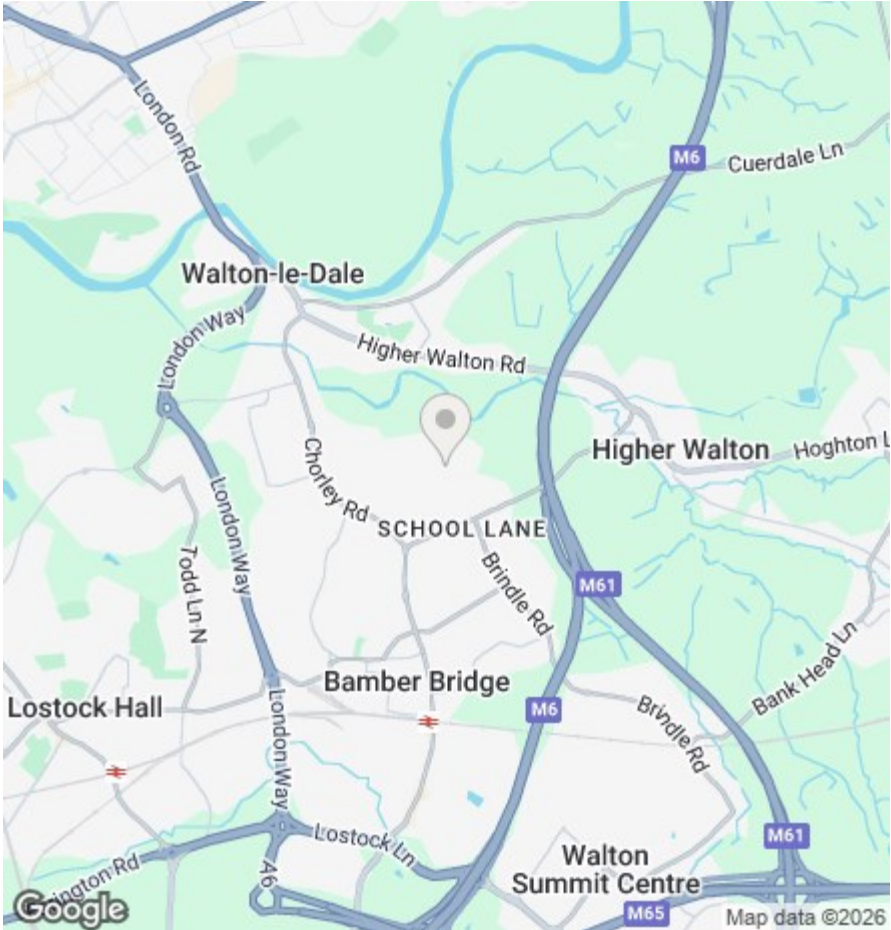 London Rd
M6
Cuerdale Ln
Walton-le-Dale
London Way
Higher Walton Rd
Higher Walton
Hoghton L
Chorley Rd
SCHOOL LANE
London Way
Todd Ln N
Brindle Rd
M61
Bank Head Ln
Bamber Bridge
Lostock Hall
London Way
M6
Brindle Rd
Lostock Ln
M61
Walton
Summit Centre
ington Rd
A6
M65
Google
Map data ©2026